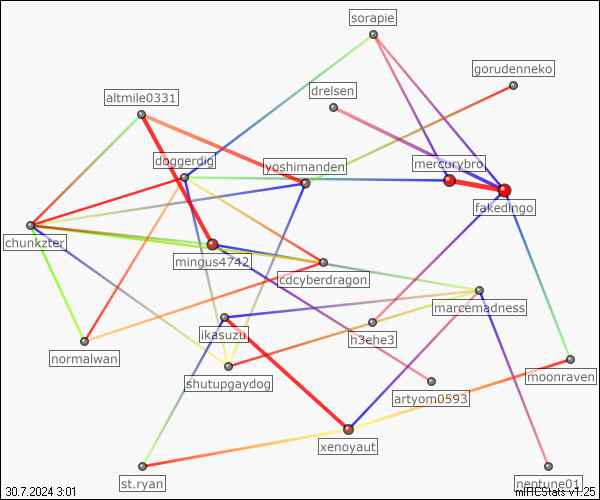 sorapie
gorudenneko
drelsen
altmile0331
doggerdig
yoshimanden
mercurybro
fakedingo
chunkzter
mingus4742
cdcyberdragon
marcemadness
ikasuzu
h3ehe3
normalwan
shutupgaydog
moonraven
artyom0593
xenoyaut
st.ryan
neptune01
30.7.2024 3:01
mIRCStats v1.25